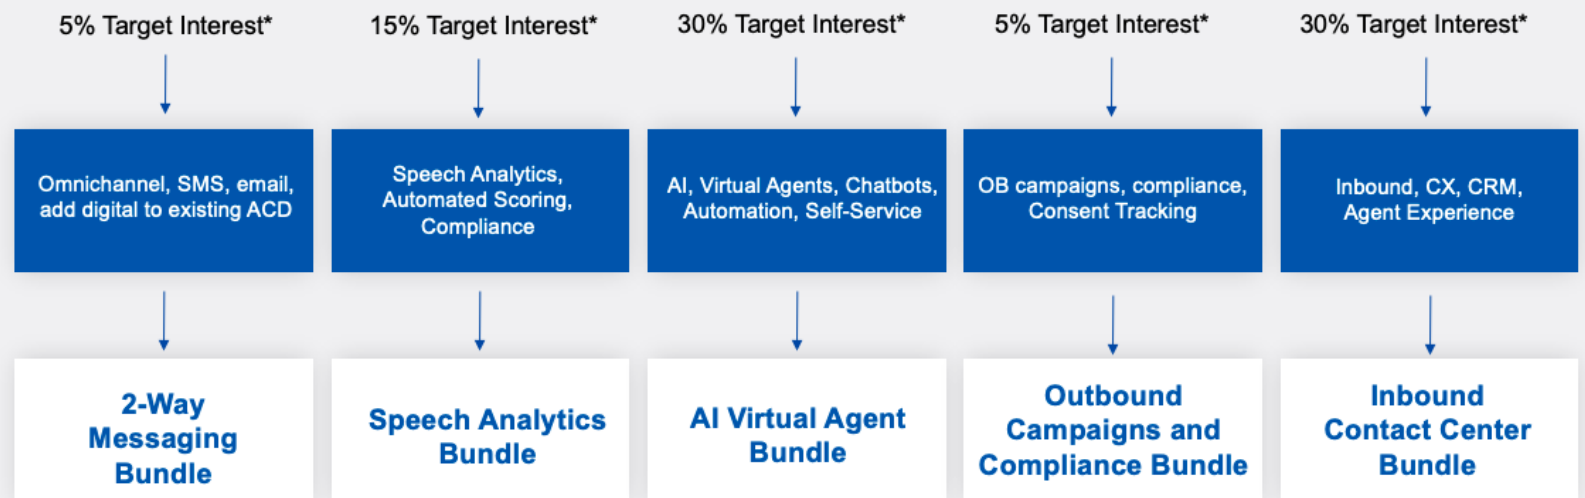 5% Target Interest*
15% Target Interest*
30% Target Interest*
5% Target Interest*
30% Target Interest*
Omnichannel, SMS, email,
add digital to existing ACD
Speech Analytics,
Automated Scoring,
Compliance
AI, Virtual Agents, Chatbots,
Automation, Self-Service
OB campaigns, compliance,
Consent Tracking
Inbound, CX, CRM,
Agent Experience
2-Way
Messaging
Bundle
Speech Analytics
Bundle
AI Virtual Agent
Bundle
Outbound
Campaigns and
Compliance Bundle
Inbound
Contact Center
Bundle